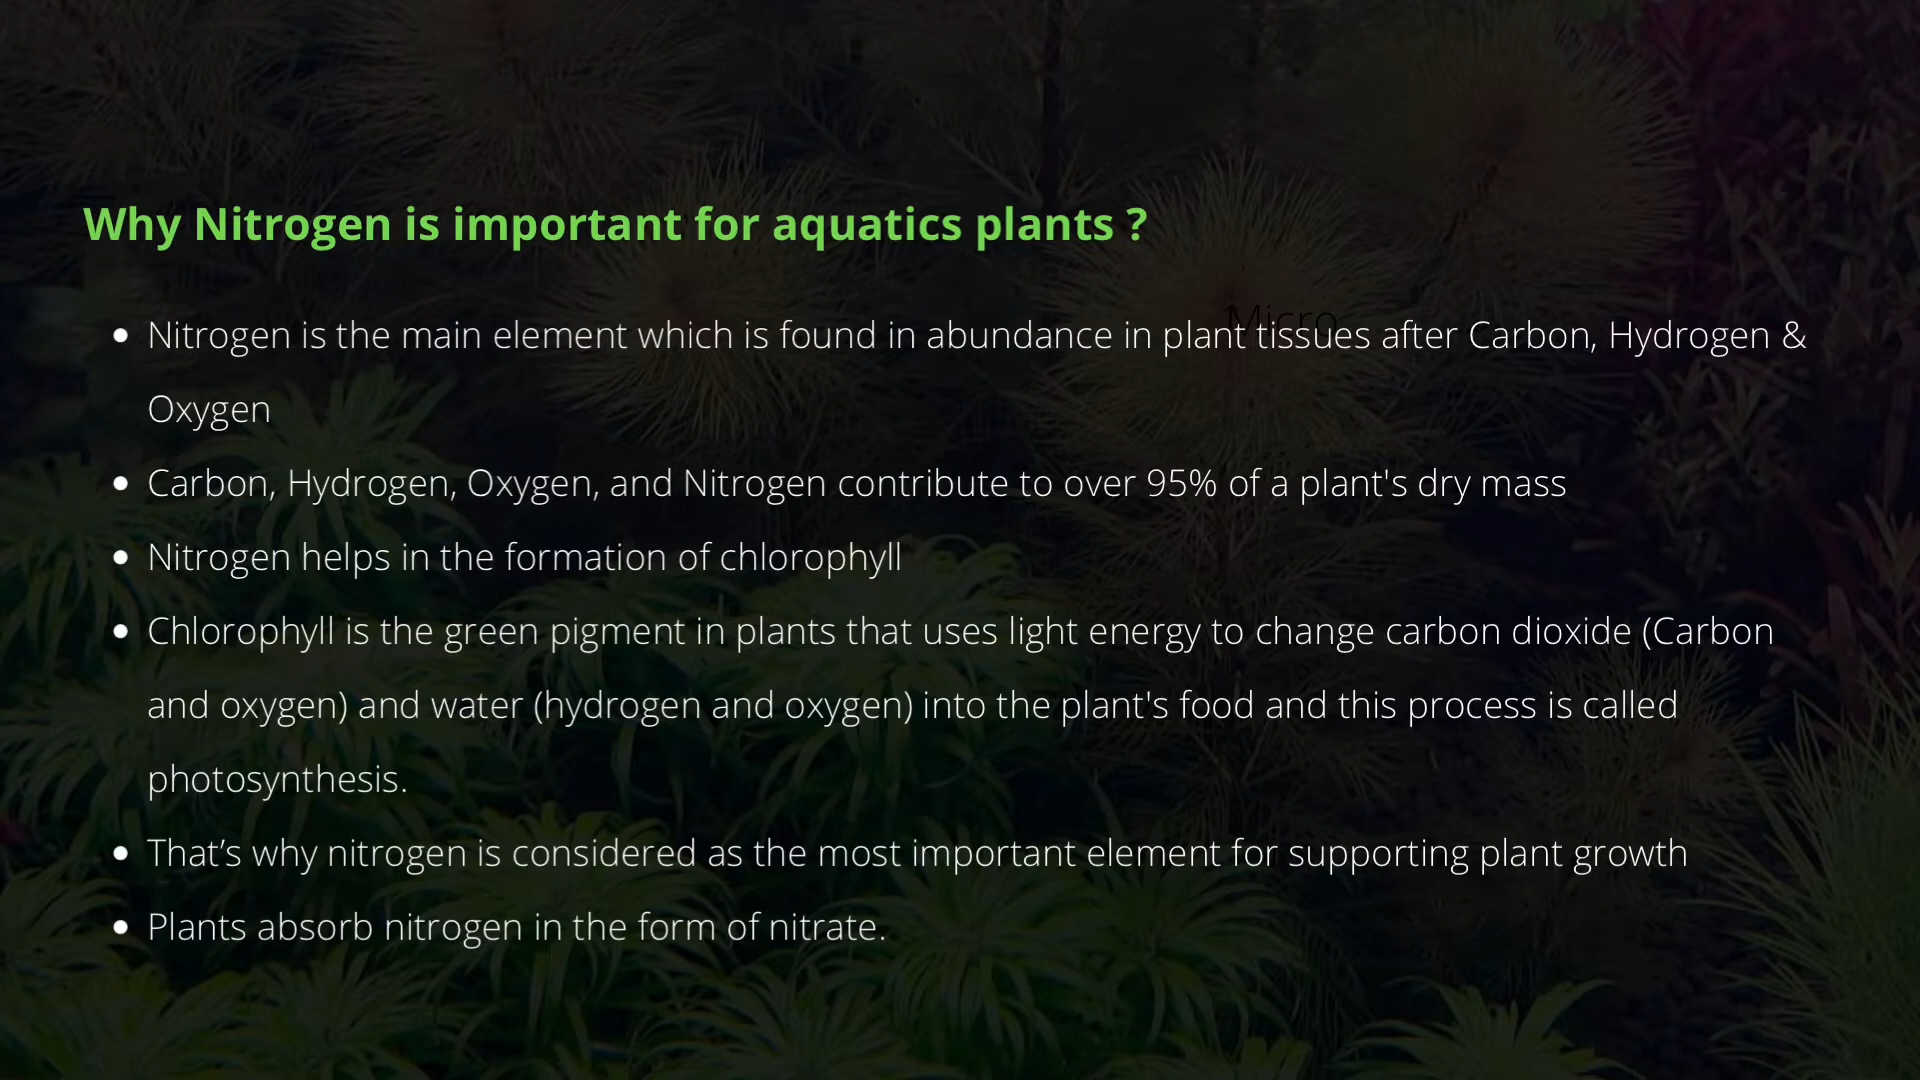 Why Nitrogen is important for aquatics plants ?
Micro
• Nitrogen is the main element which is found in abundance in plant tissues after Carbon, Hydrogen &
Oxygen
• Carbon, Hydrogen, Oxygen, and Nitrogen contribute to over 95% of a plant's dry mass
• Nitrogen helps in the formation of chlorophyll
• Chlorophyll is the green pigment in plants that uses light energy to change carbon dioxide (Carbon
and oxygen) and water (hydrogen and oxygen) into the plant's food and this process is called
photosynthesis.
• That’s why nitrogen is considered as the most important element for supporting plant growth
• Plants absorb nitrogen in the form of nitrate.